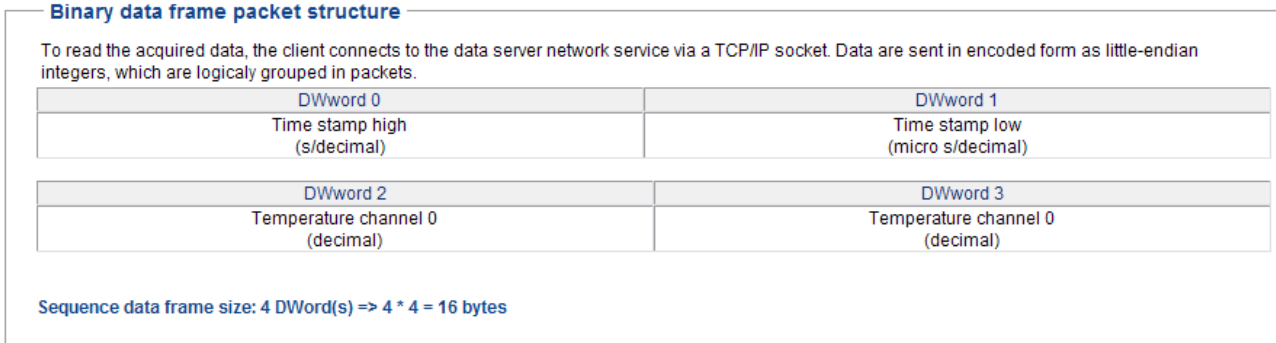 Binary data frame packet structure
To read the acquired data, the client connects to the data server network service via a TCP/IP socket. Data are sent in encoded form as little-endian
integers, which are logicaly grouped in packets.
DWword 0 DWword 1
Time stamp high Time stamp low
(s/decimal) (micro s/decimal)
DWword 2 DWword 3
Temperature channel 0 Temperature channel 0
(decimal) (decimal)
Sequence data frame size: 4 DWord(s) => 4 * 4 = 16 bytes